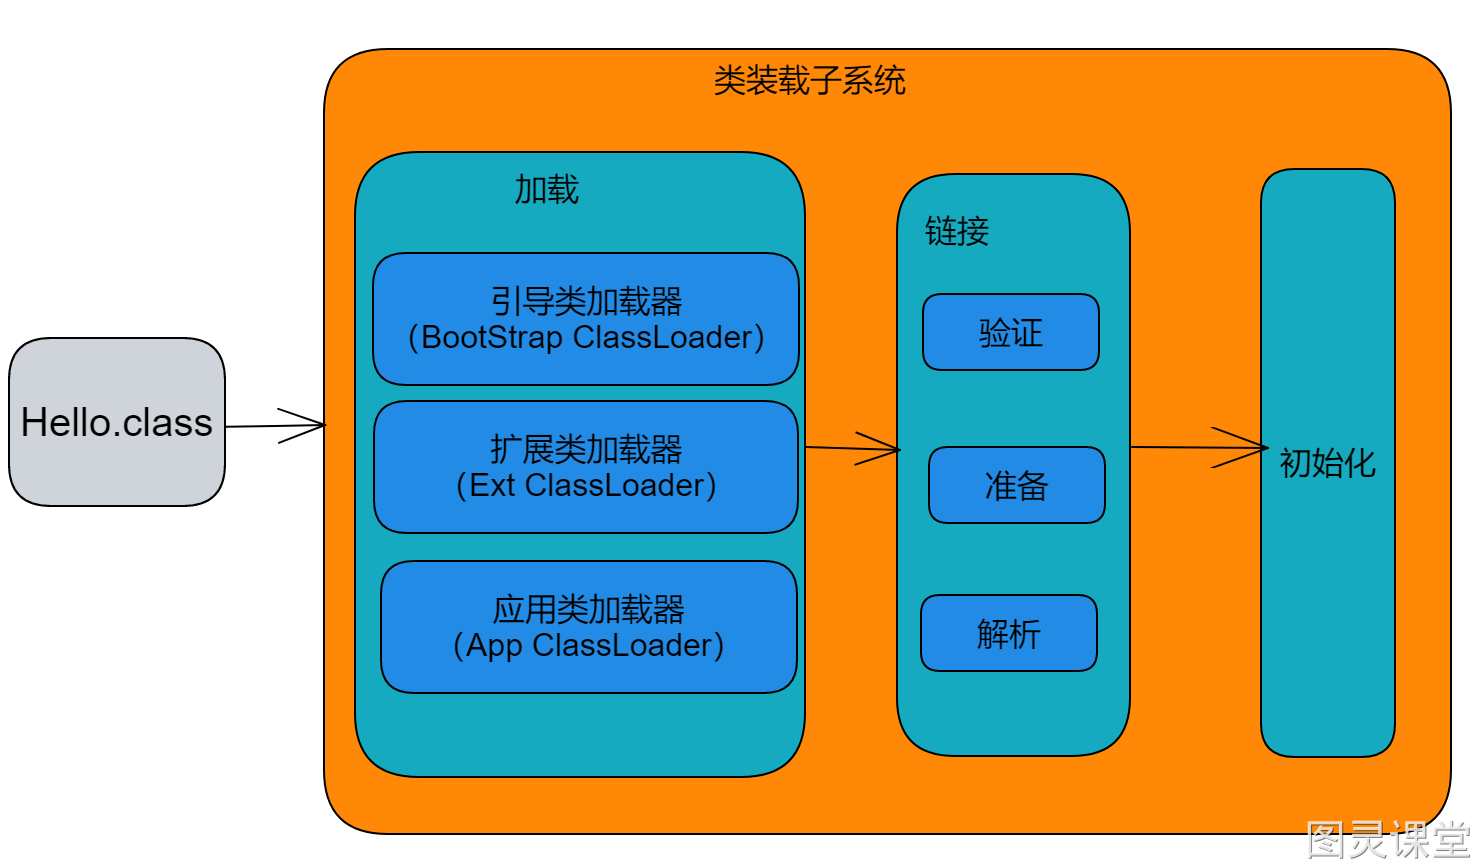 类装载子系统
加载
引导类加载器
（BootStrap ClassLoader）
扩展类加载器
（Ext ClassLoader）
应用类加载器
（App ClassLoader）
链接
验证
准备
解析
初始化
Hello.class
图灵课堂